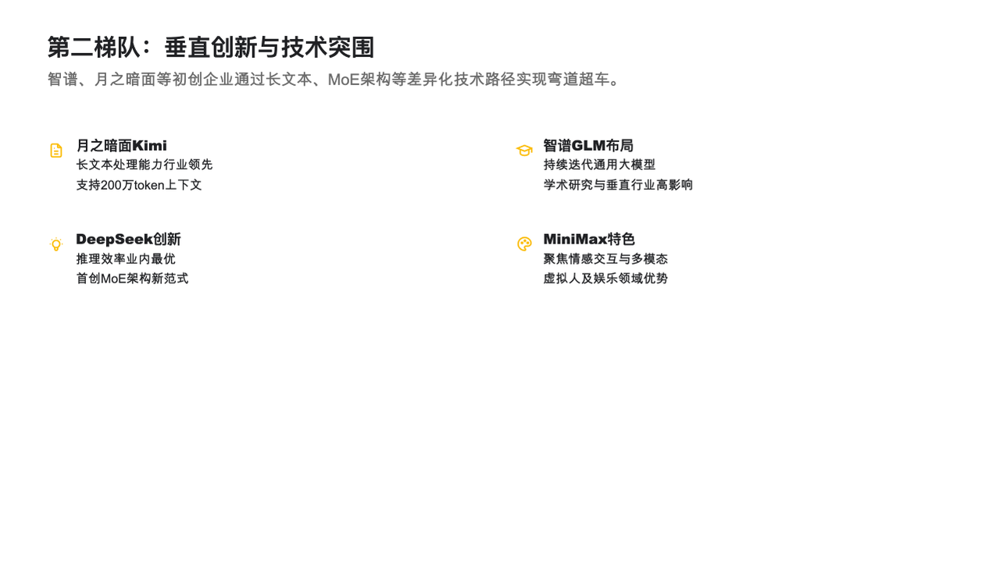 第二梯队：垂直创新与技术突围
智谱、月之暗面等初创企业通过长文本、MoE架构等差异化技术路径实现弯道超车。
月之暗面Kimi
长文本处理能力行业领先
支持200万token上下文
智谱GLM布局
持续迭代通用大模型
学术研究与垂直行业高影响
DeepSeek创新
推理效率业内最优
首创MoE架构新范式
MiniMax特色
聚焦情感交互与多模态
虚拟人及娱乐领域优势